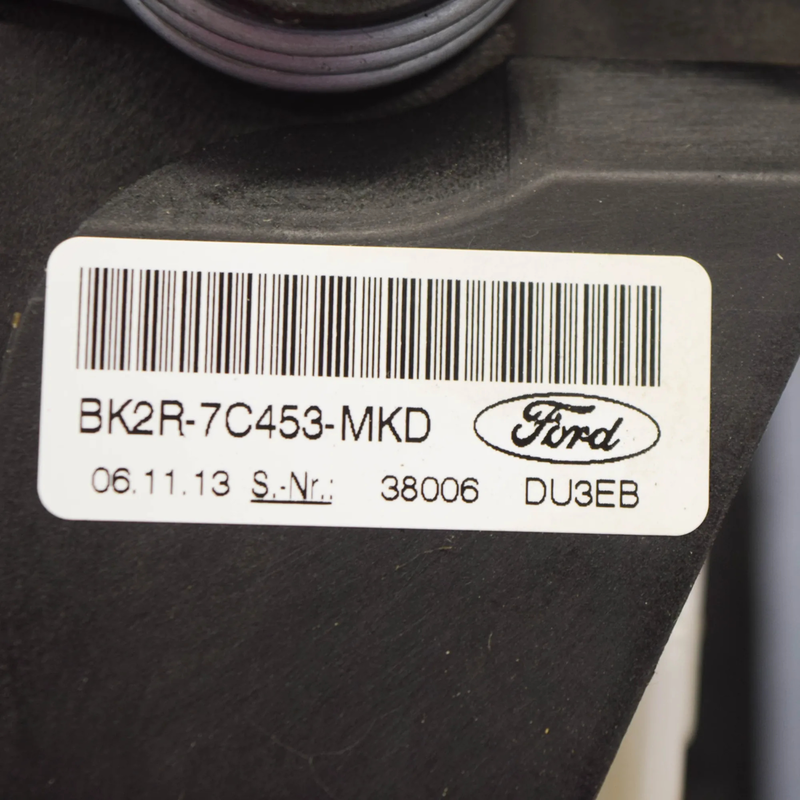 BK2R-7C453-MKD Ford
06.11.13 S.-Nr.: 38006 DU3EB